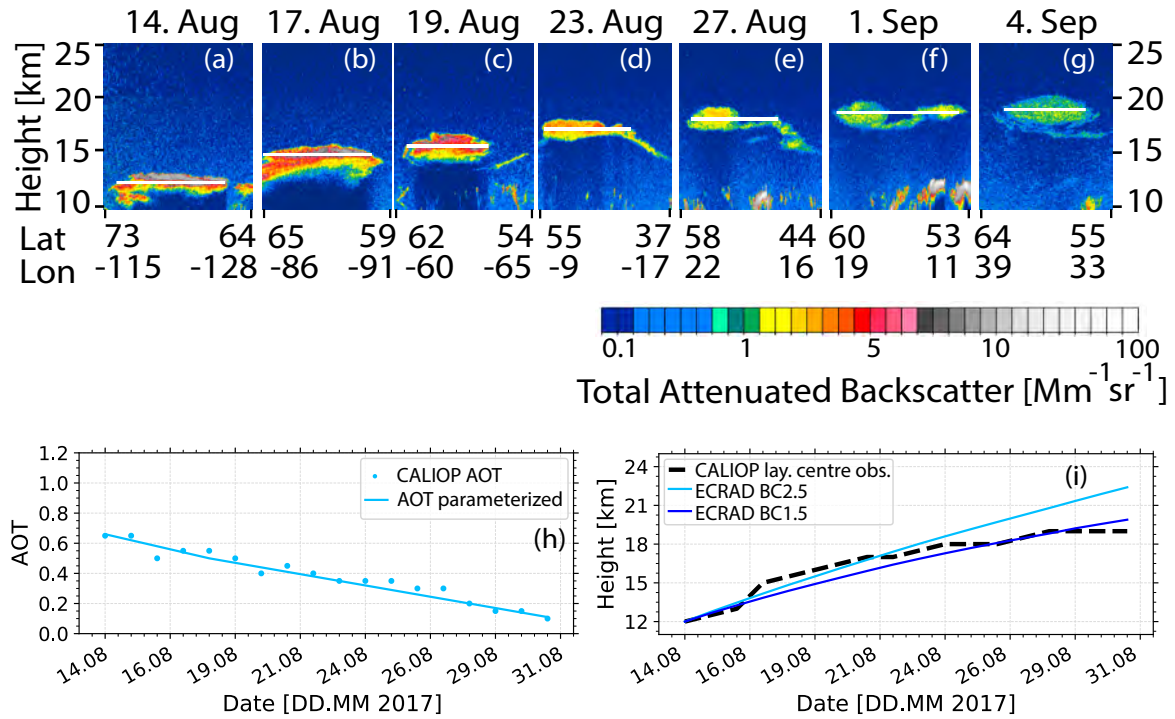 14. Aug 17. Aug 19. Aug 23. Aug 27. Aug 1. Sep 4. Sep
Height [km]
25 (a) (b) (c) (d) (e) (f) (g) 25
20 20
15 15
10 10
Lat 73 64 65 59 62 54 55 37 58 44 60 53 64 55
Lon -115 -128 -86 -91 -60 -65 -9 -17 22 16 19 11 39 33
0.1 1 5 10 100
Total Attenuated Backscatter [Mm⁻¹sr⁻¹]
AOT
1.2
1.0
0.8
0.6
0.4
0.2
0.0
CALIOP AOT
AOT parameterized
(h)
14.08 16.08 19.08 21.08 24.08 26.08 29.08 31.08
Date [DD.MM 2017]
Height [km]
24
21
18
15
12
CALIOP lay. centre obs.
ECRAD BC2.5
ECRAD BC1.5
(i)
14.08 16.08 19.08 21.08 24.08 26.08 29.08 31.08
Date [DD.MM 2017]